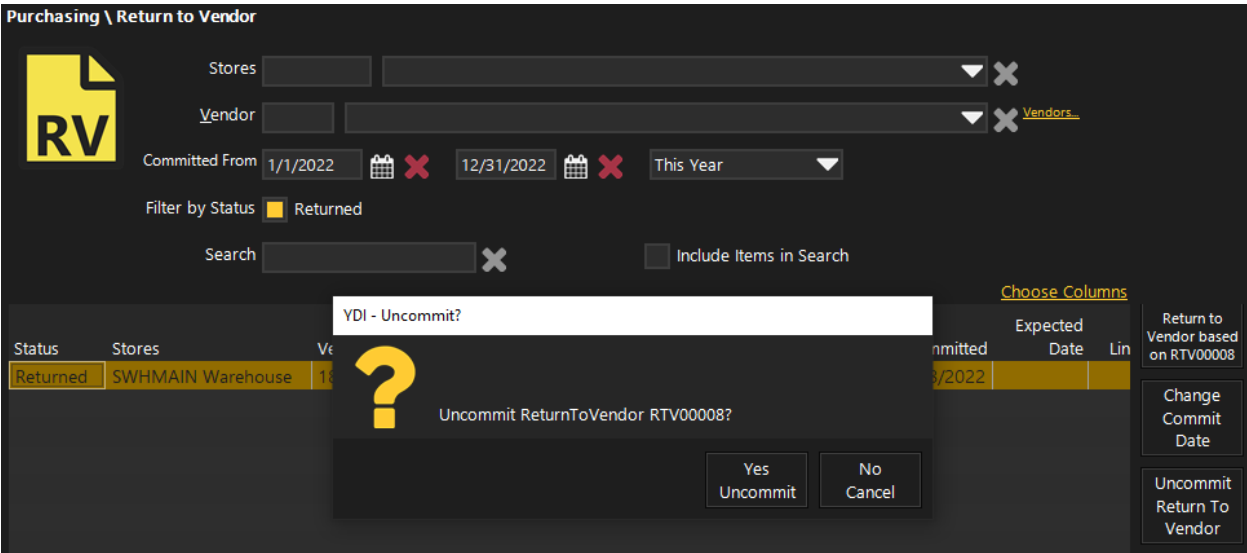 Purchasing \ Return to Vendor
RV
Stores
Vendor
Vendors...
Committed From 1/1/2022 12/31/2022 This Year
Filter by Status Returned
Search Include Items in Search
Choose Columns
YDI - Uncommit?
Uncommit ReturnToVendor RTV00008?
Yes
Uncommit
No
Cancel
Expected
Status Stores Date
Returned SWHMAIN Warehouse
Return to
Vendor based
on RTV00008
Change
Commit
Date
Uncommit
Return To
Vendor